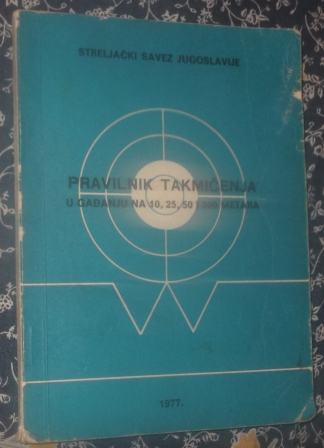 STRELJAČKI SAVEZ JUGOSLAVIJE
PRAVILNIK TAKMIČENJA
U GAĐANJU NA 10, 25, 50 I 300 METARA
1977.